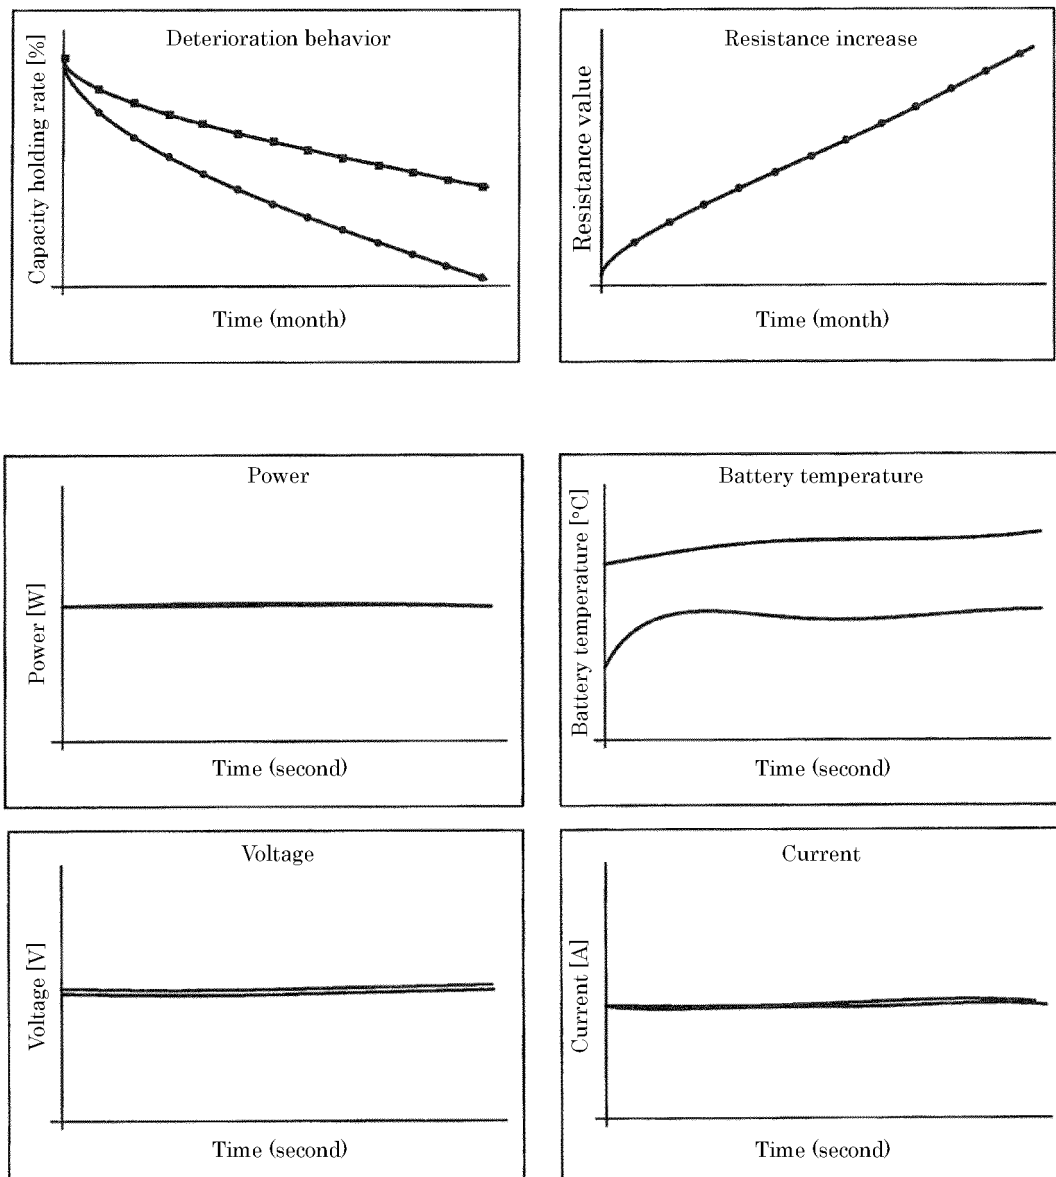 Deterioration behavior
Capacity holding rate [%]
Time (month)
Resistance increase
Resistance value
Time (month)
Power
Power [W]
Time (second)
Battery temperature
Battery temperature [°C]
Time (second)
Voltage
Voltage [V]
Time (second)
Current
Current [A]
Time (second)